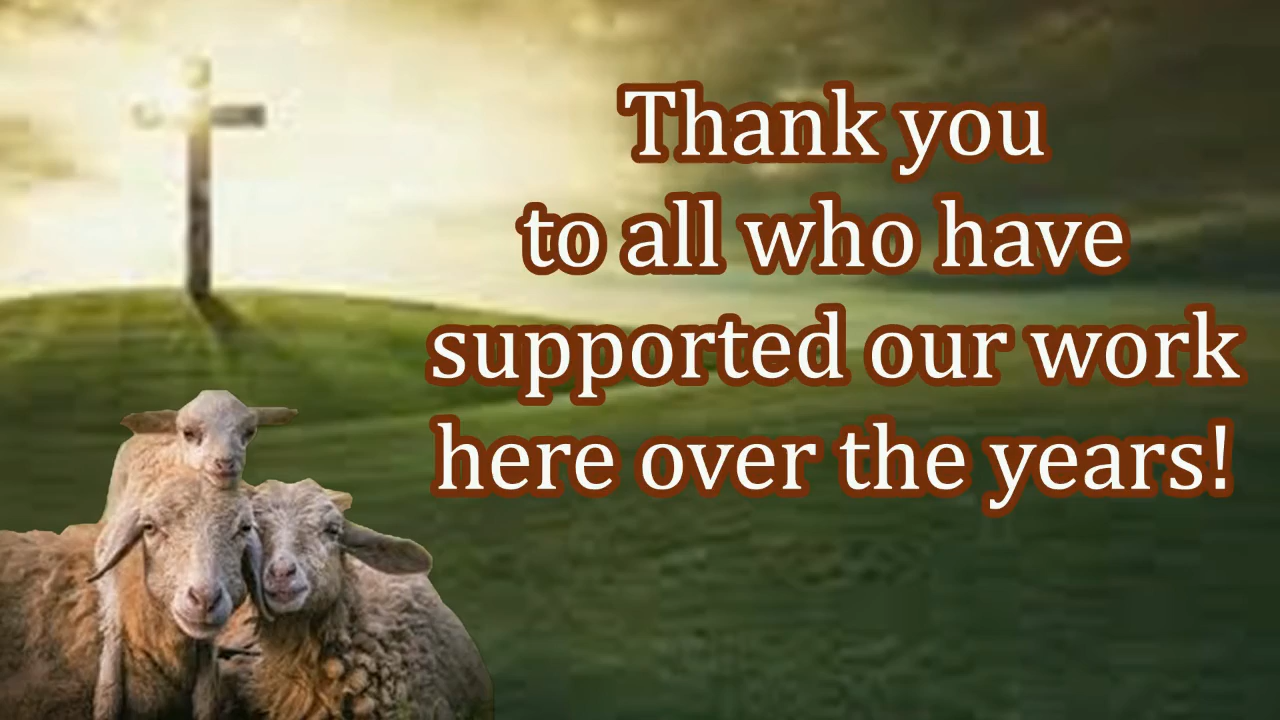 Thank you
to all who have
supported our work
here over the years!